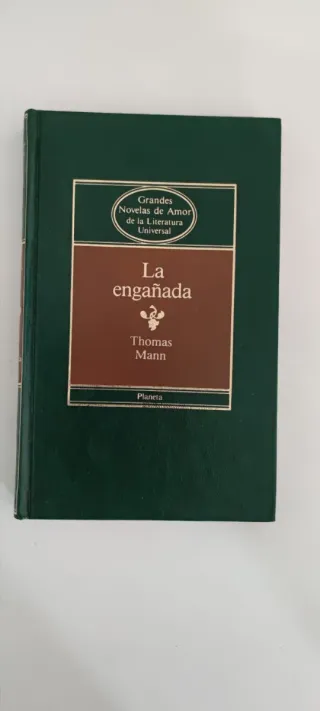 Grandes
Novelas de Amor
de la Literatura
Universal
La
engañada
Thomas
Mann
Planeta